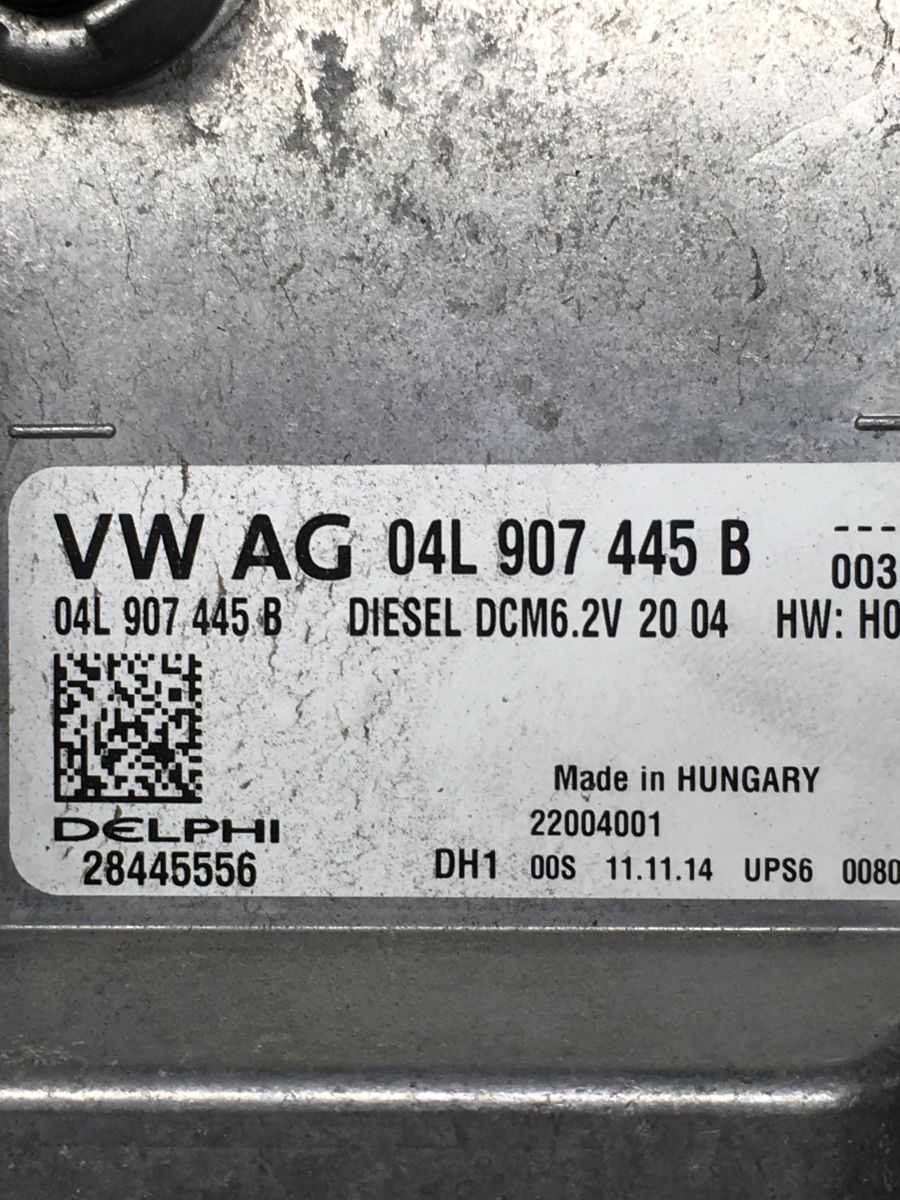 VW AG 04L 907 445 B ---
003
04L 907 445 B DIESEL DCM6.2V 20 04 HW: H0
Made in HUNGARY
22004001
DELPHI
28445556 DH1 00S 11.11.14 UPS6 0080